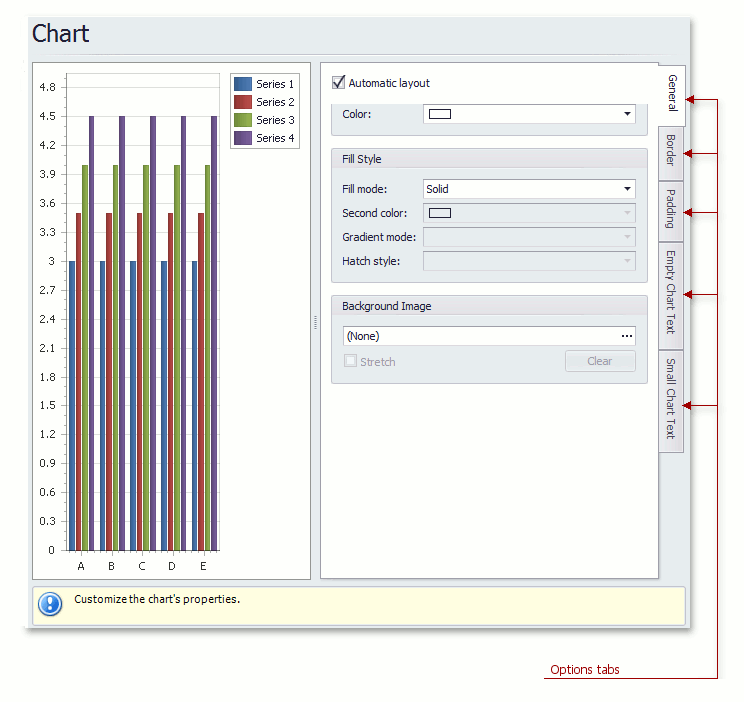 Chart
4.8
4.5
4.2
3.9
3.6
3.3
3
2.7
2.4
2.1
1.8
1.5
1.2
0.9
0.6
0.3
0
A B C D E
Series 1
Series 2
Series 3
Series 4
Automatic layout
Color:
Fill Style
Fill mode: Solid
Second color:
Gradient mode:
Hatch style:
Background Image
(None) ...
Stretch Clear
General
Border
Padding
Empty Chart Text
Small Chart Text
Customize the chart's properties.
Options tabs